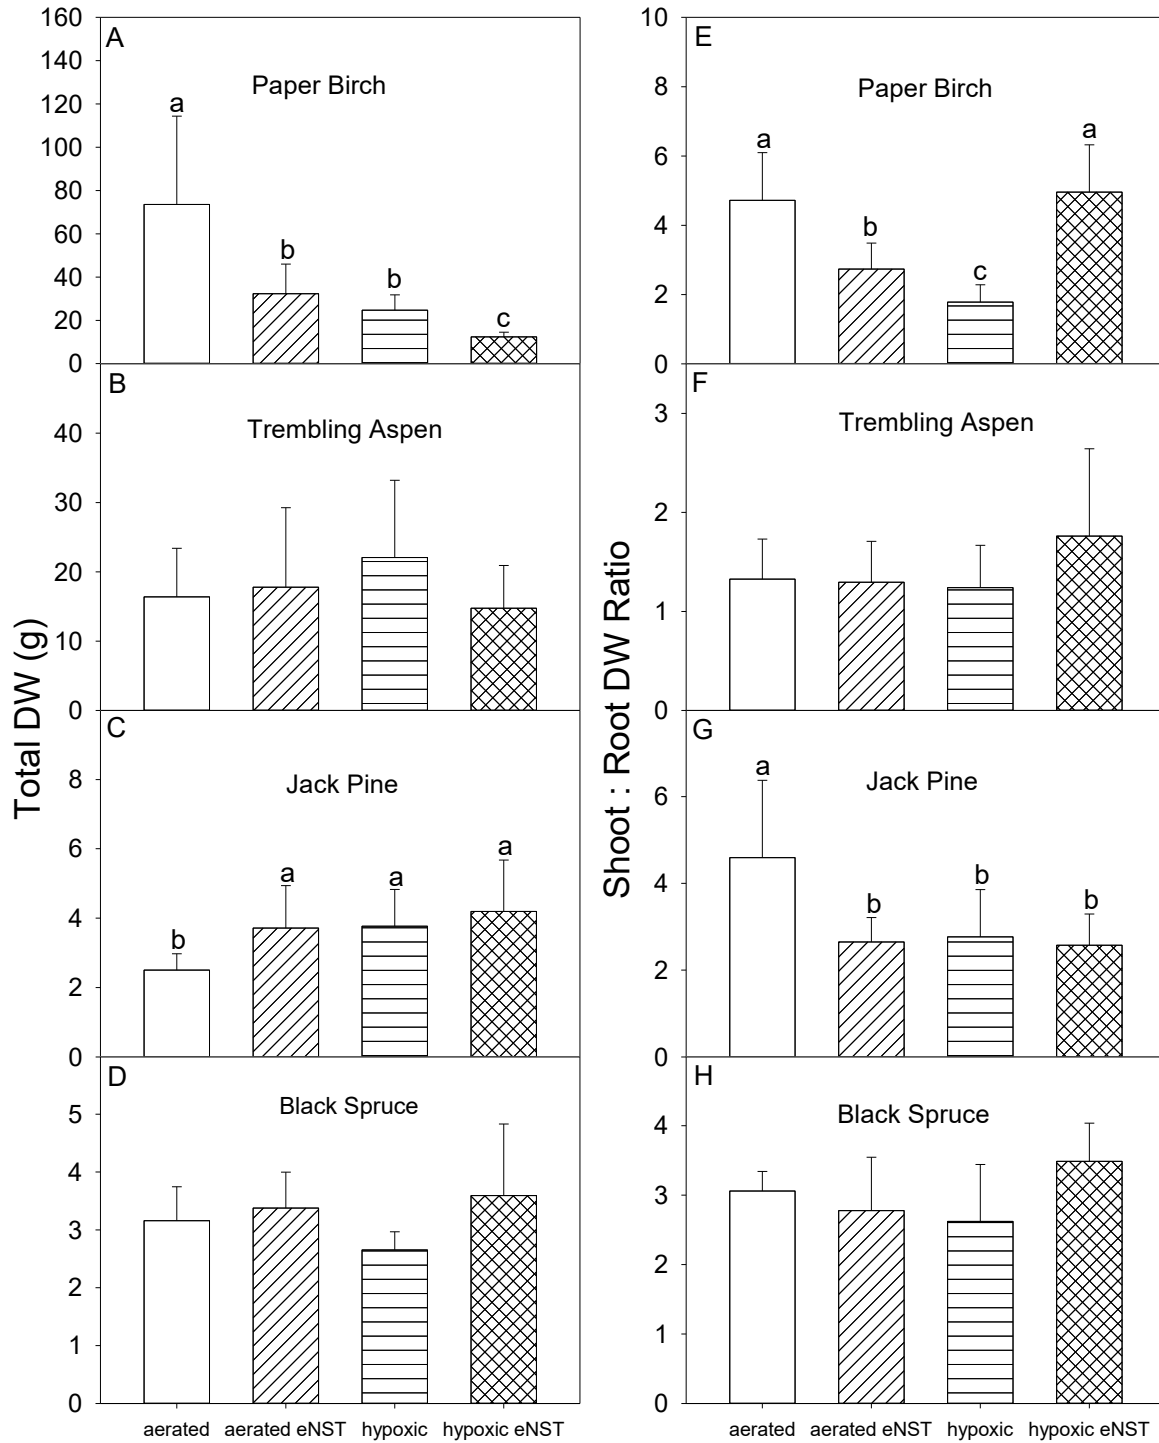 Total DW (g)
A
Paper Birch
160
140
120
100
80
60
40
20
0
a
b
b
c
B
Trembling Aspen
40
30
20
10
0
C
Jack Pine
8
6
4
2
0
b
a
a
a
D
Black Spruce
5
4
3
2
1
0
aerated aerated eNST hypoxic hypoxic eNST
Shoot : Root DW Ratio
E
Paper Birch
10
8
6
4
2
0
a
b
c
a
F
Trembling Aspen
3
2
1
0
G
Jack Pine
6
4
2
0
a
b
b
b
H
Black Spruce
4
3
2
1
0
aerated aerated eNST hypoxic hypoxic eNST